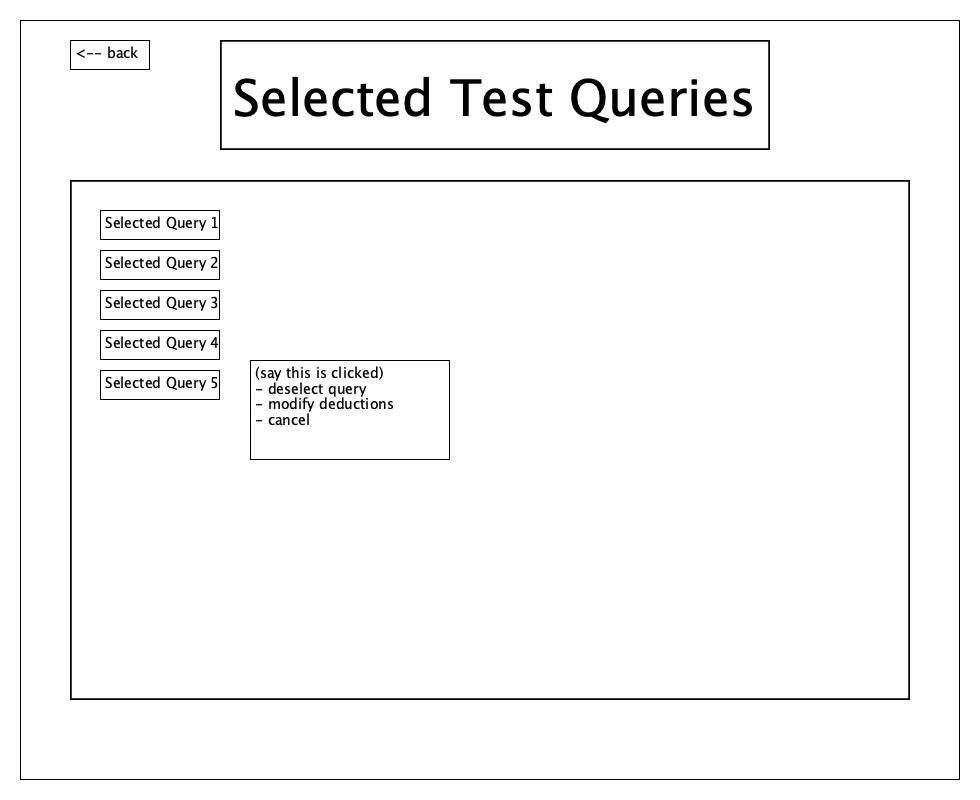 <-- back
Selected Test Queries
Selected Query 1
Selected Query 2
Selected Query 3
Selected Query 4
Selected Query 5
(say this is clicked)
- deselect query
- modify deductions
- cancel